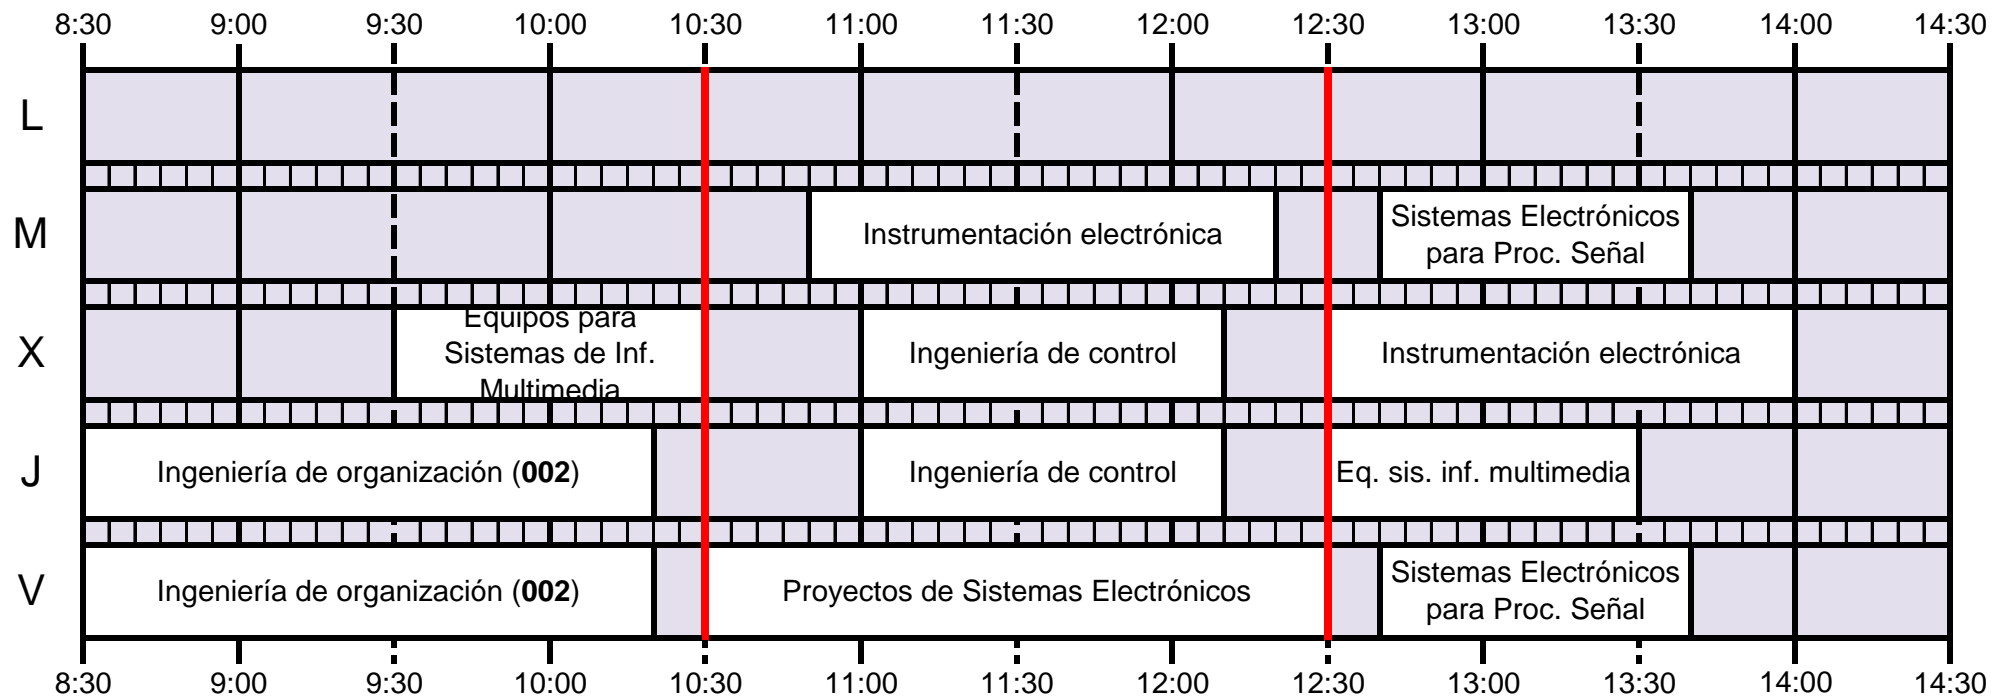 8:30 9:00 9:30 10:00 10:30 11:00 11:30 12:00 12:30 13:00 13:30 14:00 14:30
L
M
Instrumentación electrónica
Sistemas Electrónicos
para Proc. Señal
X
Equipos para
Sistemas de Inf.
Multimedia
Ingeniería de control
Instrumentación electrónica
J
Ingeniería de organización (002)
Ingeniería de control
Eq. sis. inf. multimedia
V
Ingeniería de organización (002)
Proyectos de Sistemas Electrónicos
Sistemas Electrónicos
para Proc. Señal
8:30 9:00 9:30 10:00 10:30 11:00 11:30 12:00 12:30 13:00 13:30 14:00 14:30